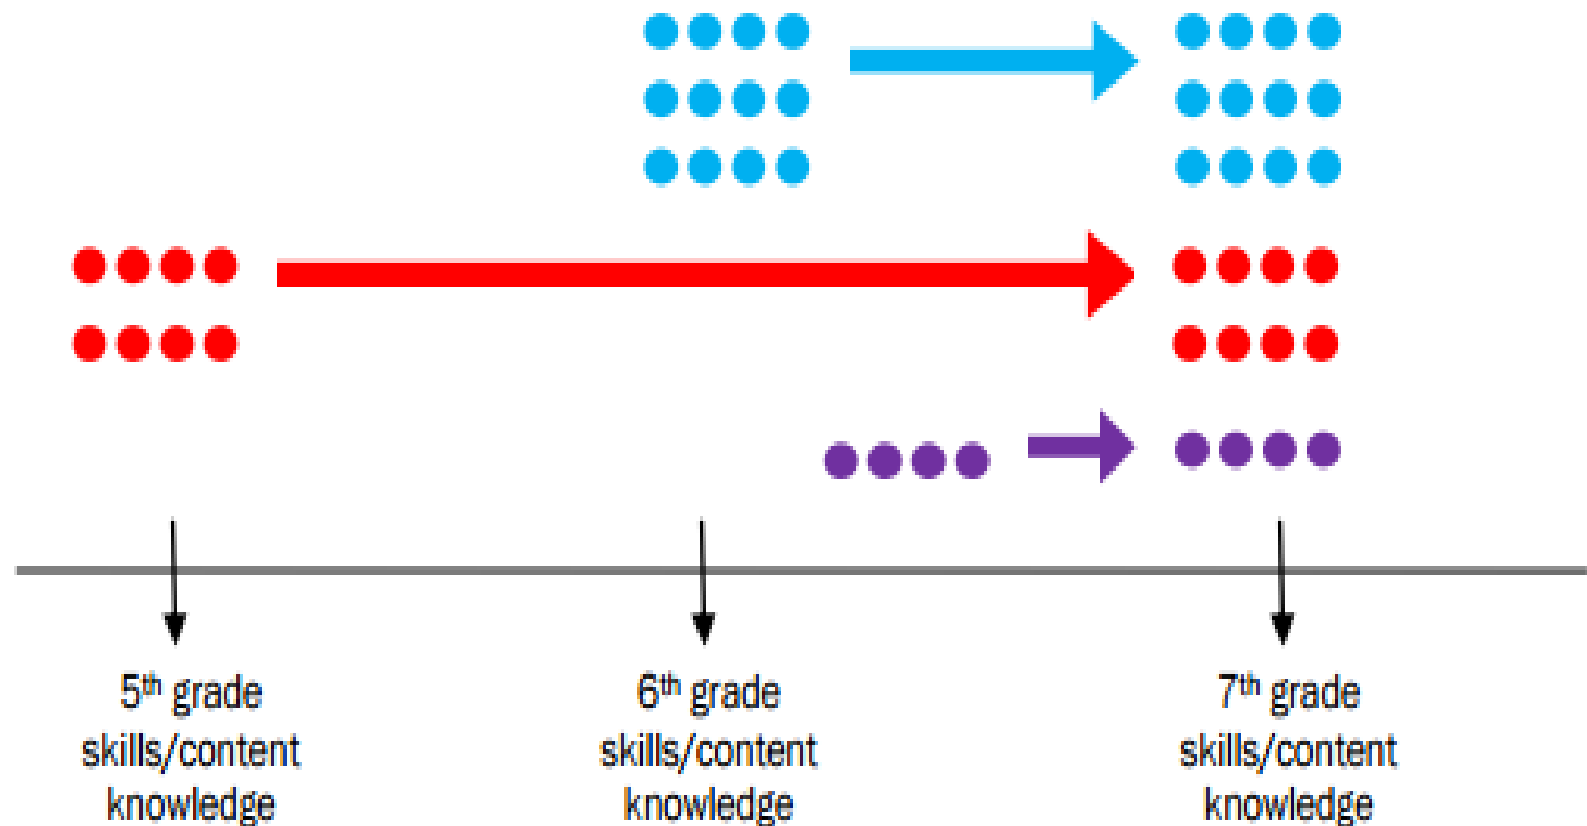 5th grade
skills/content
knowledge
6th grade
skills/content
knowledge
7th grade
skills/content
knowledge